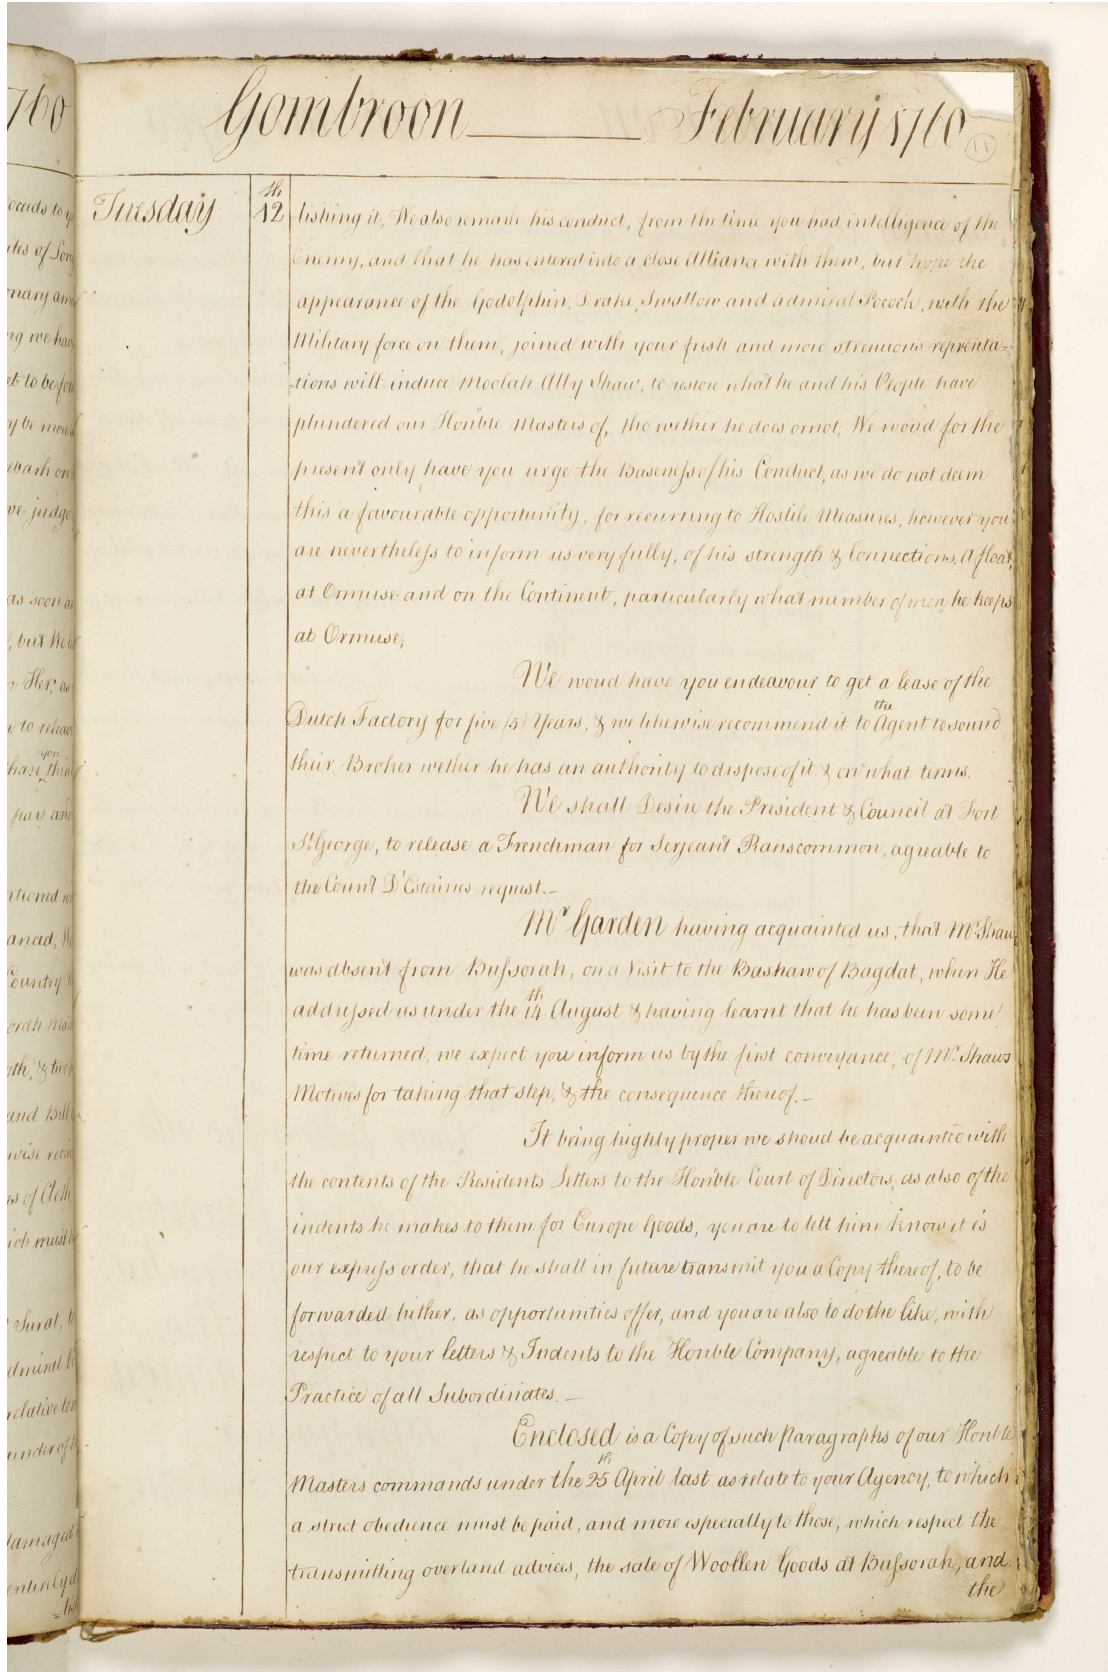 Gombroon February 1760
11
Tuesday 12th
lishing it, We also remark his conduct, from the time you had intelligence of the
Enemy, and that he has entered into a close Alliance with them, but hope the
appearance of the Godolphin, Drake, Swallow and Admiral Pocock, with the
Military force on them, joined with your fresh and more strenuous represnta=
=tions will induce Moolah Ally Shaw, to restore what he and his People have
plundered our Honble Masters of, tho wether he does or not, We woud for the
present only have you urge the Baseness of his Conduct, as we do not deem
this a favourable opportunity, for recurring to Hostile Measures, however you
are nevertheless to inform us very fully, of his strength & Connections, A float,
at Ormuse and on the Continent, particularly what number of men he keeps
at Ormuse,
We woud have you endeavour to get a lease of the
Dutch Factory for five (5) Years, & we likewise recommend it to the Agent to sound
their Broker wether he has an authority to dispose of it & on what terms.
We shall Desire the President & Council at Fort
St. George, to release a Frenchman for Serjeant Ranscommon, agreable to
the Count D'Estaines request.-
Mr Garden having acquainted us, that Mr. Shaw
was absent from Bussorah, on a Visit to the Bashaw of Bagdat, when He
addressed us under the 14th August & having learnt that he has been some
time returned, we expect you inform us by the first conveyance, of Mr. Shaws
Motives for taking that step, & the consequence thereof.-
It being highly proper we shoud be acquainted with
the contents of the Residents Letters to the Honble Court of Directors, as also of the
indents he makes to them for Europe Goods, you are to lett him know it is
our express order, that he shall in future transmit you a Copy thereof, to be
forwarded hither, as opportunities offer, and you are also to do the like, with
respect to your letters & Indents to the Honble Company, agreable to the
Practice of all Subordinates.-
Enclosed is a Copy of such Paragraphs of our Honble
Masters commands under the 25th April last as relate to your Agency, to which
a strict obedience must be paid, and more especially to those, which respect the
transmitting overland advices, the sale of Woollen Goods at Bussorah, and
the